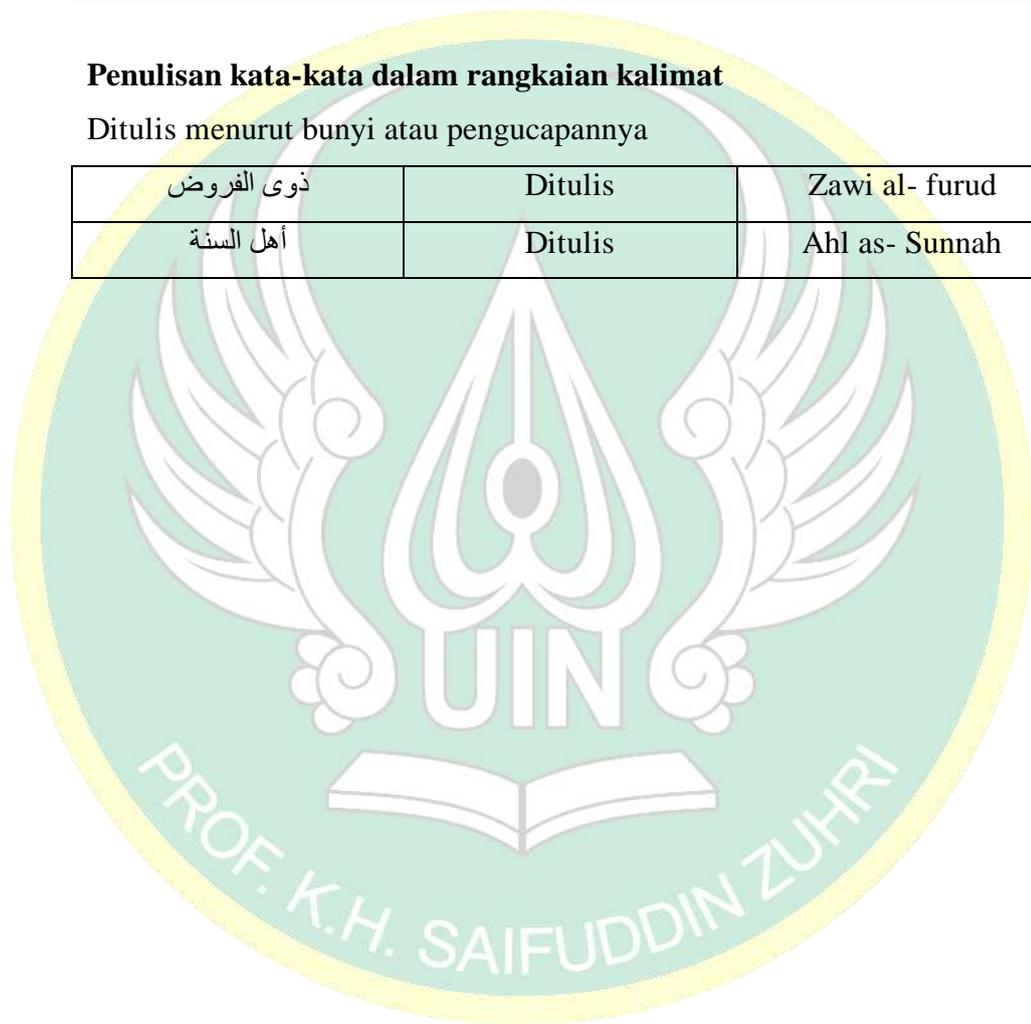 Penulisan kata-kata dalam rangkaian kalimat
Ditulis menurut bunyi atau pengucapannya
ذوى الفروض Ditulis Zawi al- furud
أهل السنة Ditulis Ahl as- Sunnah
UIN
PROF. K.H. SAIFUDDIN ZUHRI